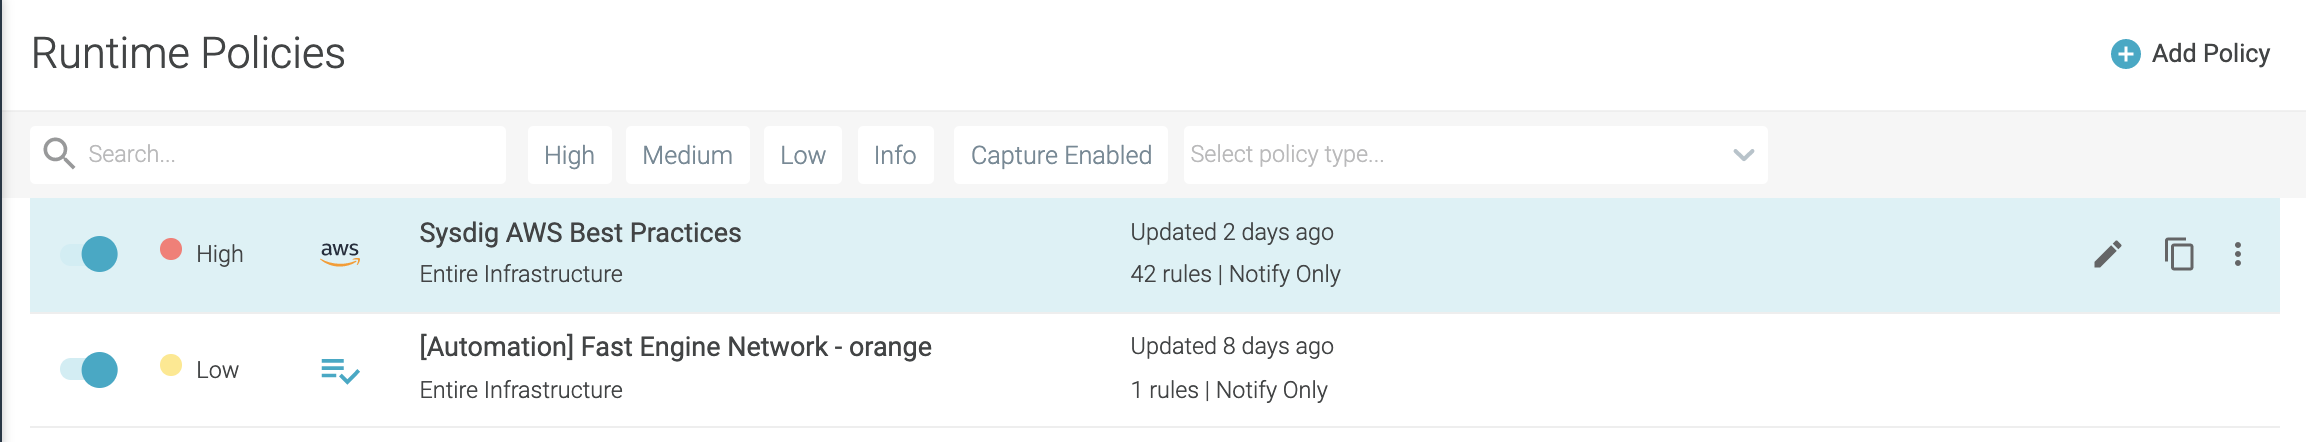 Runtime Policies
Add Policy
Search...
High
Medium
Low
Info
Capture Enabled
Select policy type...
High
aws
Sysdig AWS Best Practices
Entire Infrastructure
Updated 2 days ago
42 rules | Notify Only
Low
[Automation] Fast Engine Network - orange
Entire Infrastructure
Updated 8 days ago
1 rules | Notify Only